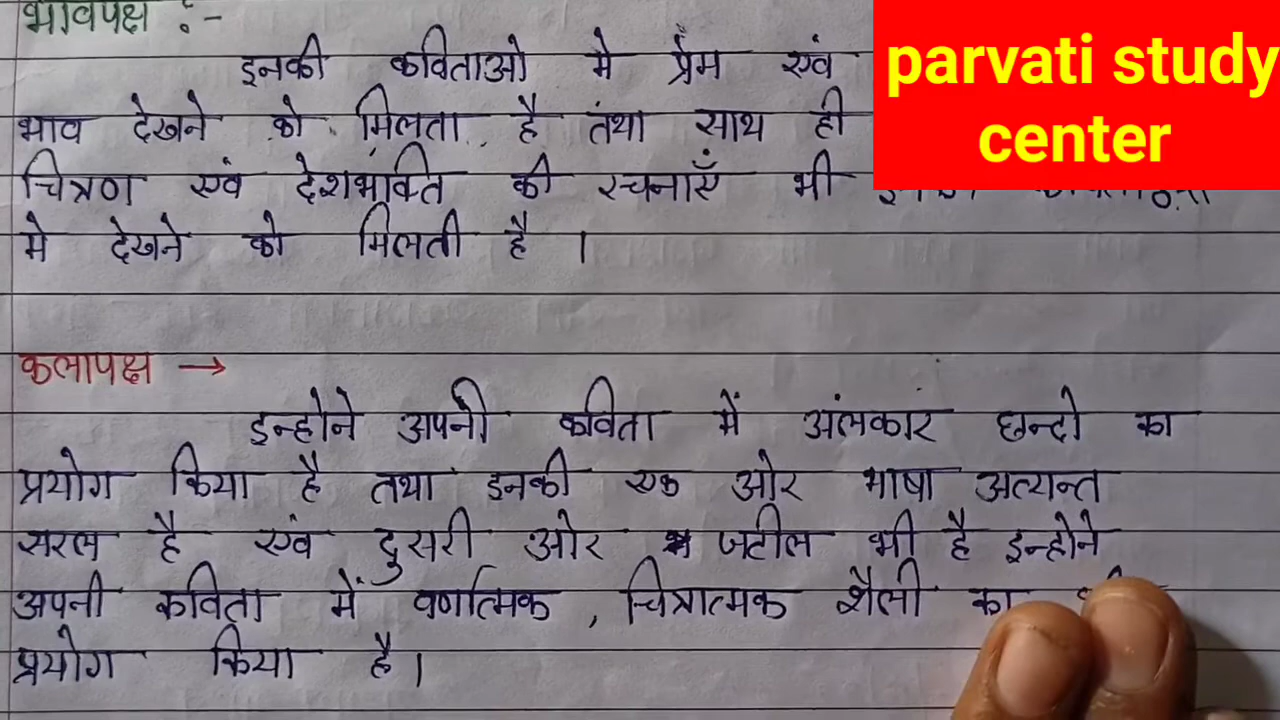 भावपक्ष :-
इनकी कविताओ मे प्रेम एवं
भाव देखने को मिलता है तथा साथ ही
चित्रण एवं देशभक्ति की रचनाएँ भी
मे देखने को मिलती है ।
कलापक्ष →
इन्होने अपनी कविता में अंलकार छन्दो का
प्रयोग किया है तथा इनकी एक ओर भाषा अत्यन्त
सरल है एवं दुसरी ओर जटील भी है इन्होने
अपनी कविता में वर्णात्मक , चित्रात्मक शैली का
प्रयोग किया है।
parvati study
center